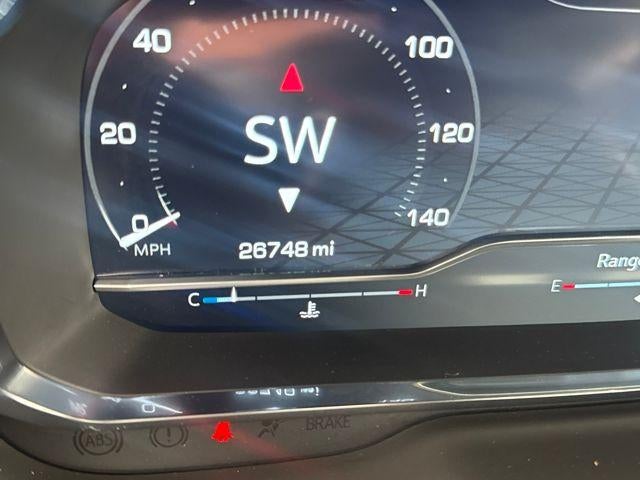 40 100
SW
20 120
0 140
MPH
26748 mi
Range
C H E
ABS ! BRAKE